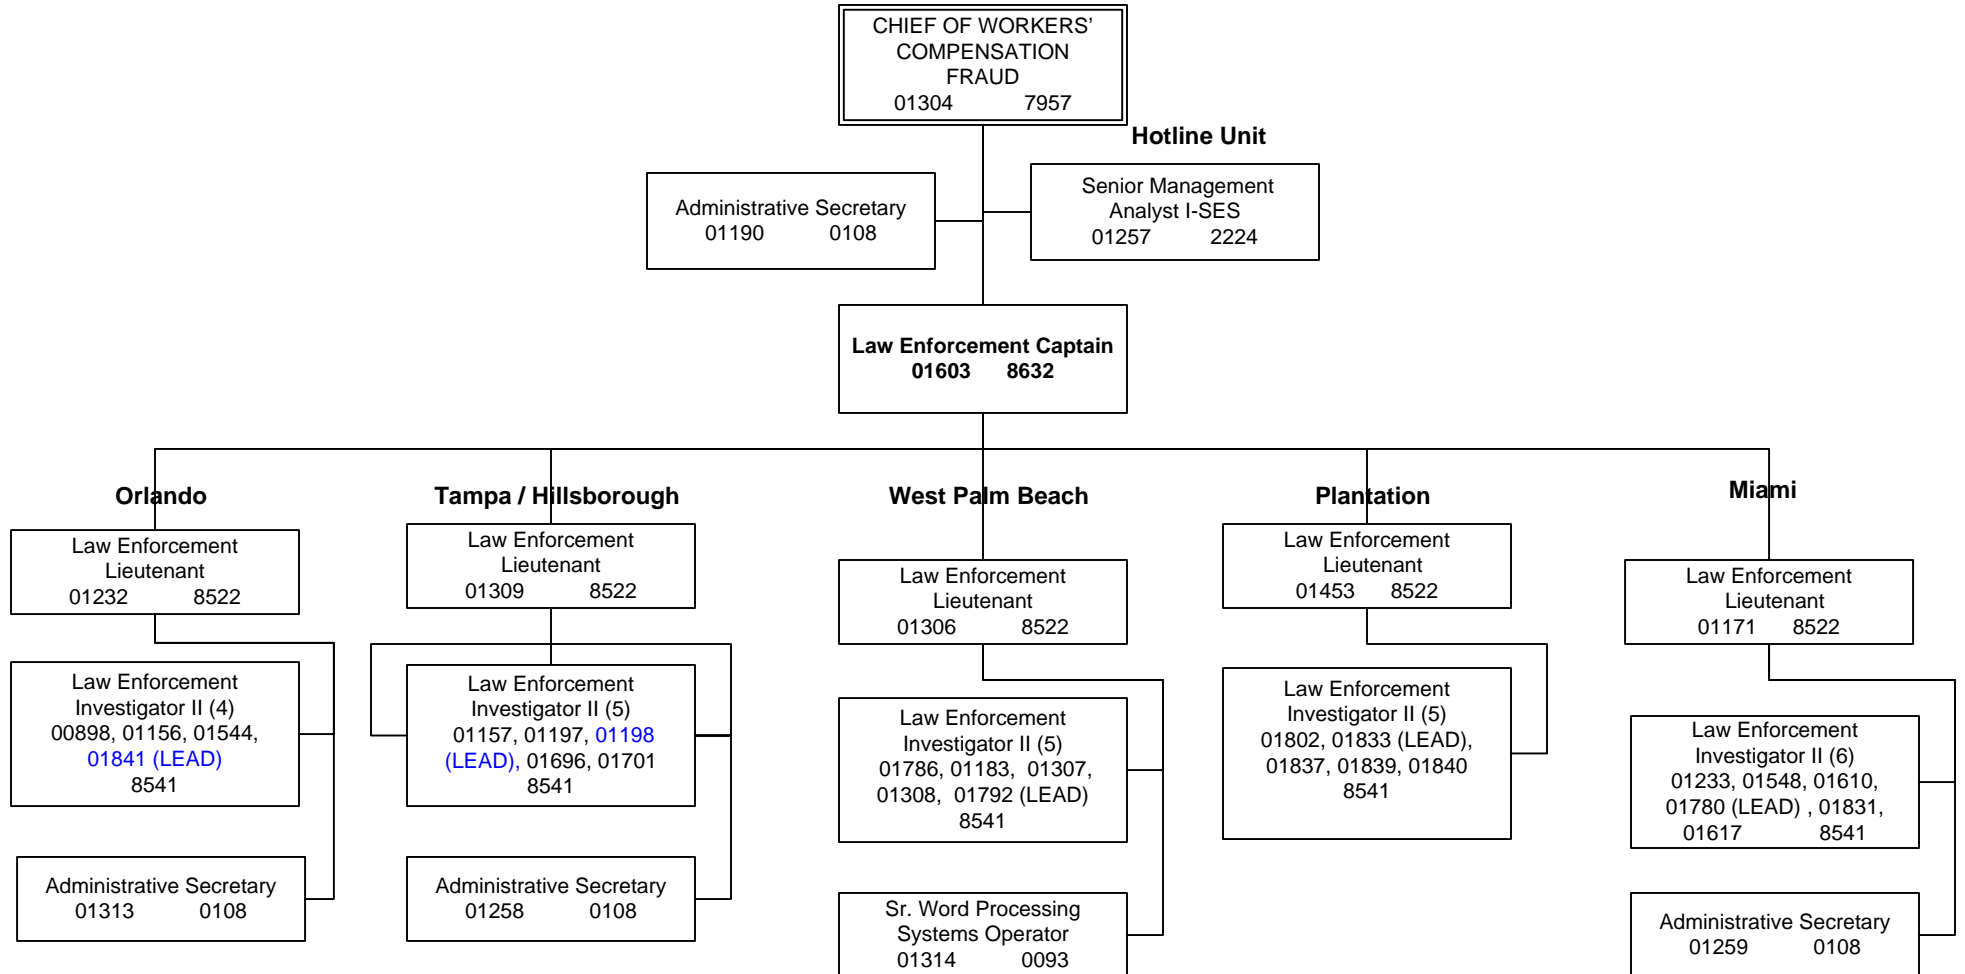 CHIEF OF WORKERS'
COMPENSATION
FRAUD
01304 7957
Hotline Unit
Administrative Secretary
01190 0108
Senior Management
Analyst I-SES
01257 2224
Law Enforcement Captain
01603 8632
Orlando
Law Enforcement
Lieutenant
01232 8522
Law Enforcement
Investigator II (4)
00898, 01156, 01544,
01841 (LEAD)
8541
Administrative Secretary
01313 0108
Tampa / Hillsborough
Law Enforcement
Lieutenant
01309 8522
Law Enforcement
Investigator II (5)
01157, 01197, 01198
(LEAD), 01696, 01701
8541
Administrative Secretary
01258 0108
West Palm Beach
Law Enforcement
Lieutenant
01306 8522
Law Enforcement
Investigator II (5)
01786, 01183, 01307,
01308, 01792 (LEAD)
8541
Sr. Word Processing
Systems Operator
01314 0093
Plantation
Law Enforcement
Lieutenant
01453 8522
Law Enforcement
Investigator II (5)
01802, 01833 (LEAD),
01837, 01839, 01840
8541
Miami
Law Enforcement
Lieutenant
01171 8522
Law Enforcement
Investigator II (6)
01233, 01548, 01610,
01780 (LEAD) , 01831,
01617 8541
Administrative Secretary
01259 0108